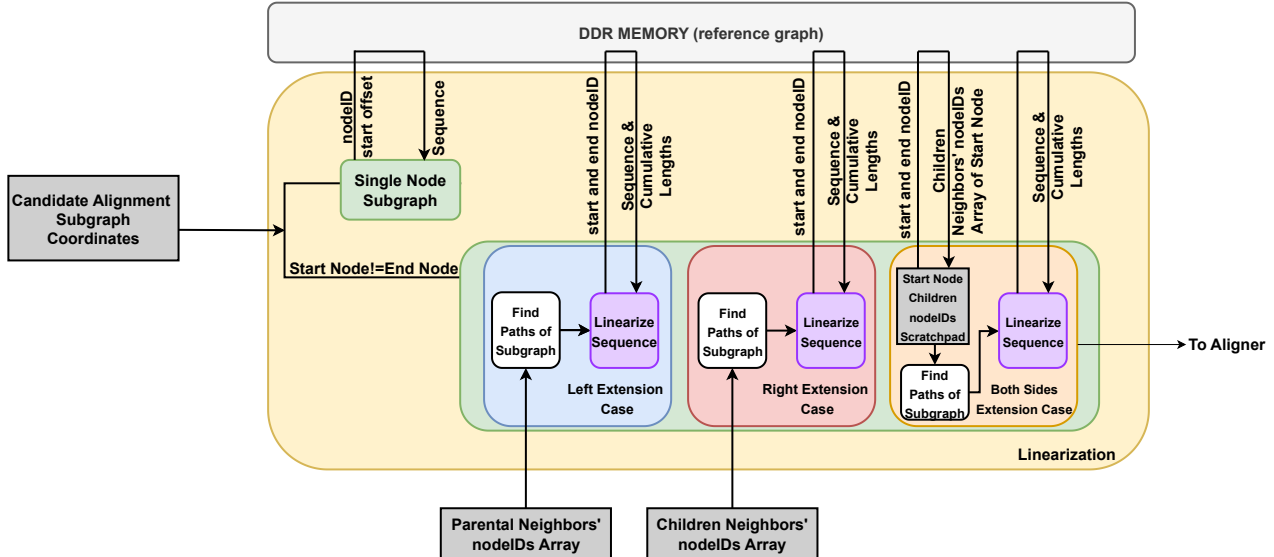 DDR MEMORY (reference graph)
nodeID
start offset
Sequence
start and end nodeID
Sequence &
Cumulative
Lengths
start and end nodeID
Sequence &
Cumulative
Lengths
start and end nodeID
Children
Neighbors' nodeIDs
Array of Start Node
Sequence &
Cumulative
Lengths
Candidate Alignment
Subgraph
Coordinates
Single Node
Subgraph
Start Node!=End Node
Find
Paths of
Subgraph
Linearize
Sequence
Left Extension
Case
Find
Paths of
Subgraph
Linearize
Sequence
Right Extension
Case
Start Node
Children
nodeIDs
Scratchpad
Find
Paths of
Subgraph
Linearize
Sequence
Both Sides
Extension Case
To Aligner
Linearization
Parental Neighbors'
nodeIDs Array
Children Neighbors'
nodeIDs Array